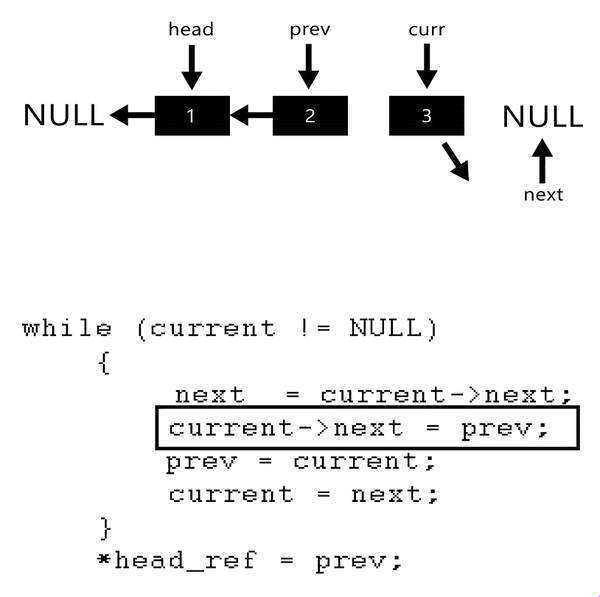 head prev curr
NULL 1 2 3 NULL
next
while (current != NULL)
{
next = current->next;
current->next = prev;
prev = current;
current = next;
}
*head_ref = prev;